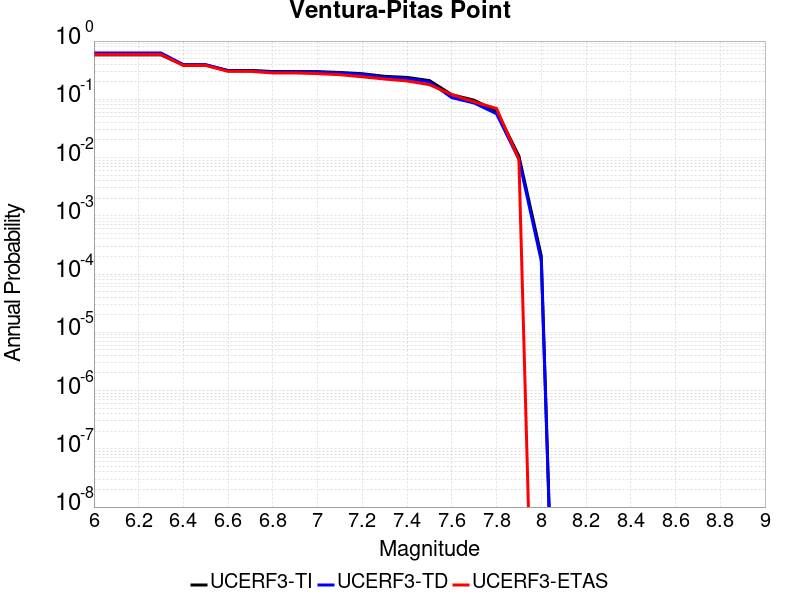 Ventura-Pitas Point
10^0
10^-1
10^-2
10^-3
10^-4
10^-5
10^-6
10^-7
10^-8
Annual Probability
6 6.2 6.4 6.6 6.8 7 7.2 7.4 7.6 7.8 8 8.2 8.4 8.6 8.8 9
Magnitude
UCERF3-TI UCERF3-TD UCERF3-ETAS